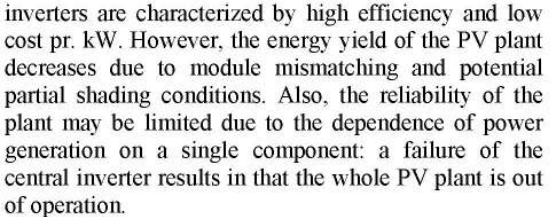 inverters are characterized by high efficiency and low
cost pr. kW. However, the energy yield of the PV plant
decreases due to module mismatching and potential
partial shading conditions. Also, the reliability of the
plant may be limited due to the dependence of power
generation on a single component: a failure of the
central inverter results in that the whole PV plant is out
of operation.